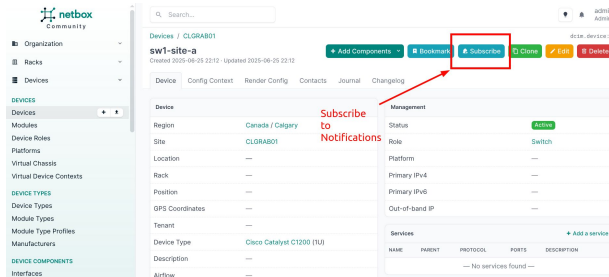 netbox
Community
Search...
admin
Admin
Organization
Racks
Devices
DEVICES
Devices
Modules
Device Roles
Platforms
Virtual Chassis
Virtual Device Contexts
DEVICE TYPES
Device Types
Module Types
Module Type Profiles
Manufacturers
DEVICE COMPONENTS
Interfaces
Devices / CLGRAB01
dcim.device:
sw1-site-a
Created 2025-06-25 22:12 · Updated 2025-06-25 22:12
+ Add Components
Bookmark
Subscribe
Clone
Edit
Delete
Device Config Context Render Config Contacts Journal Changelog
Subscribe
to
Notifications
Device
Region Canada / Calgary
Site CLGRAB01
Location —
Rack —
Position —
GPS Coordinates —
Tenant —
Device Type Cisco Catalyst C1200 (1U)
Description —
Airflow —
Management
Status Active
Role Switch
Platform —
Primary IPv4 —
Primary IPv6 —
Out-of-band IP —
Services + Add a service
NAME PARENT PROTOCOL PORTS DESCRIPTION
— No services found —